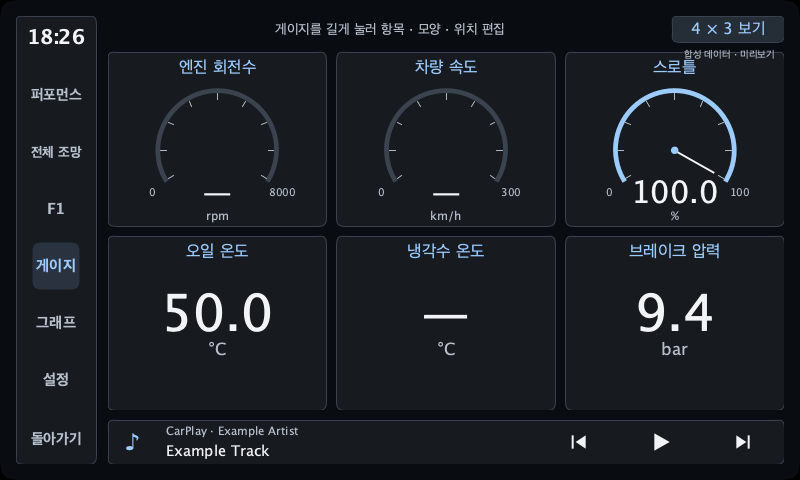 18:26
게이지를 길게 눌러 항목 · 모양 · 위치 편집
4 × 3 보기
합성 데이터 · 미리보기
퍼포먼스
전체 조망
F1
게이지
그래프
설정
돌아가기
엔진 회전수
0
8000
—
rpm
차량 속도
0
300
—
km/h
스로틀
0
100.0
100
%
오일 온도
50.0
°C
냉각수 온도
—
°C
브레이크 압력
9.4
bar
CarPlay · Example Artist
Example Track